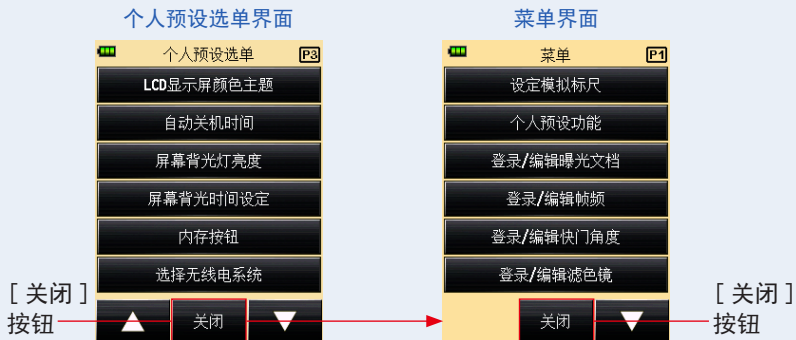 个人预设选单界面
个人预设选单 P3
LCD显示屏颜色主题
自动关机时间
屏幕背光灯亮度
屏幕背光时间设定
内存按钮
选择无线电系统
关闭
[ 关闭 ]
按钮
菜单界面
菜单 P1
设定模拟标尺
个人预设功能
登录/编辑曝光文档
登录/编辑帧频
登录/编辑快门角度
登录/编辑滤色镜
关闭
[ 关闭 ]
按钮